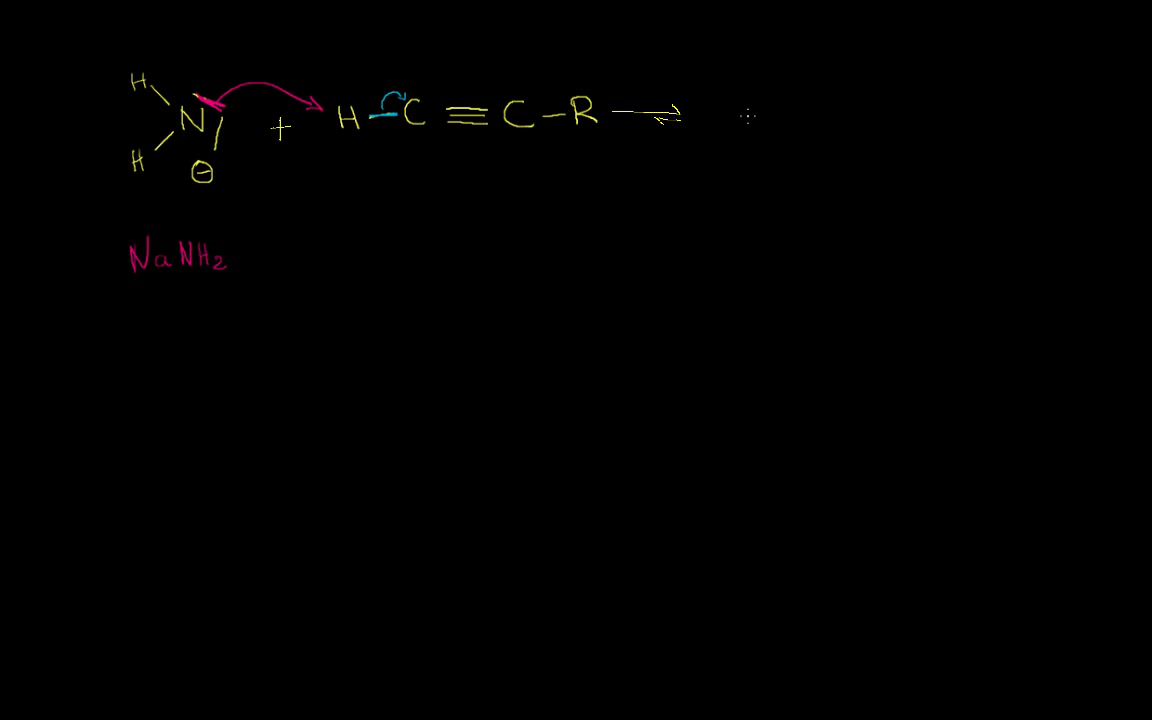 H
N + H - C ≡ C - R ⇌
H
⊖
NaNH₂